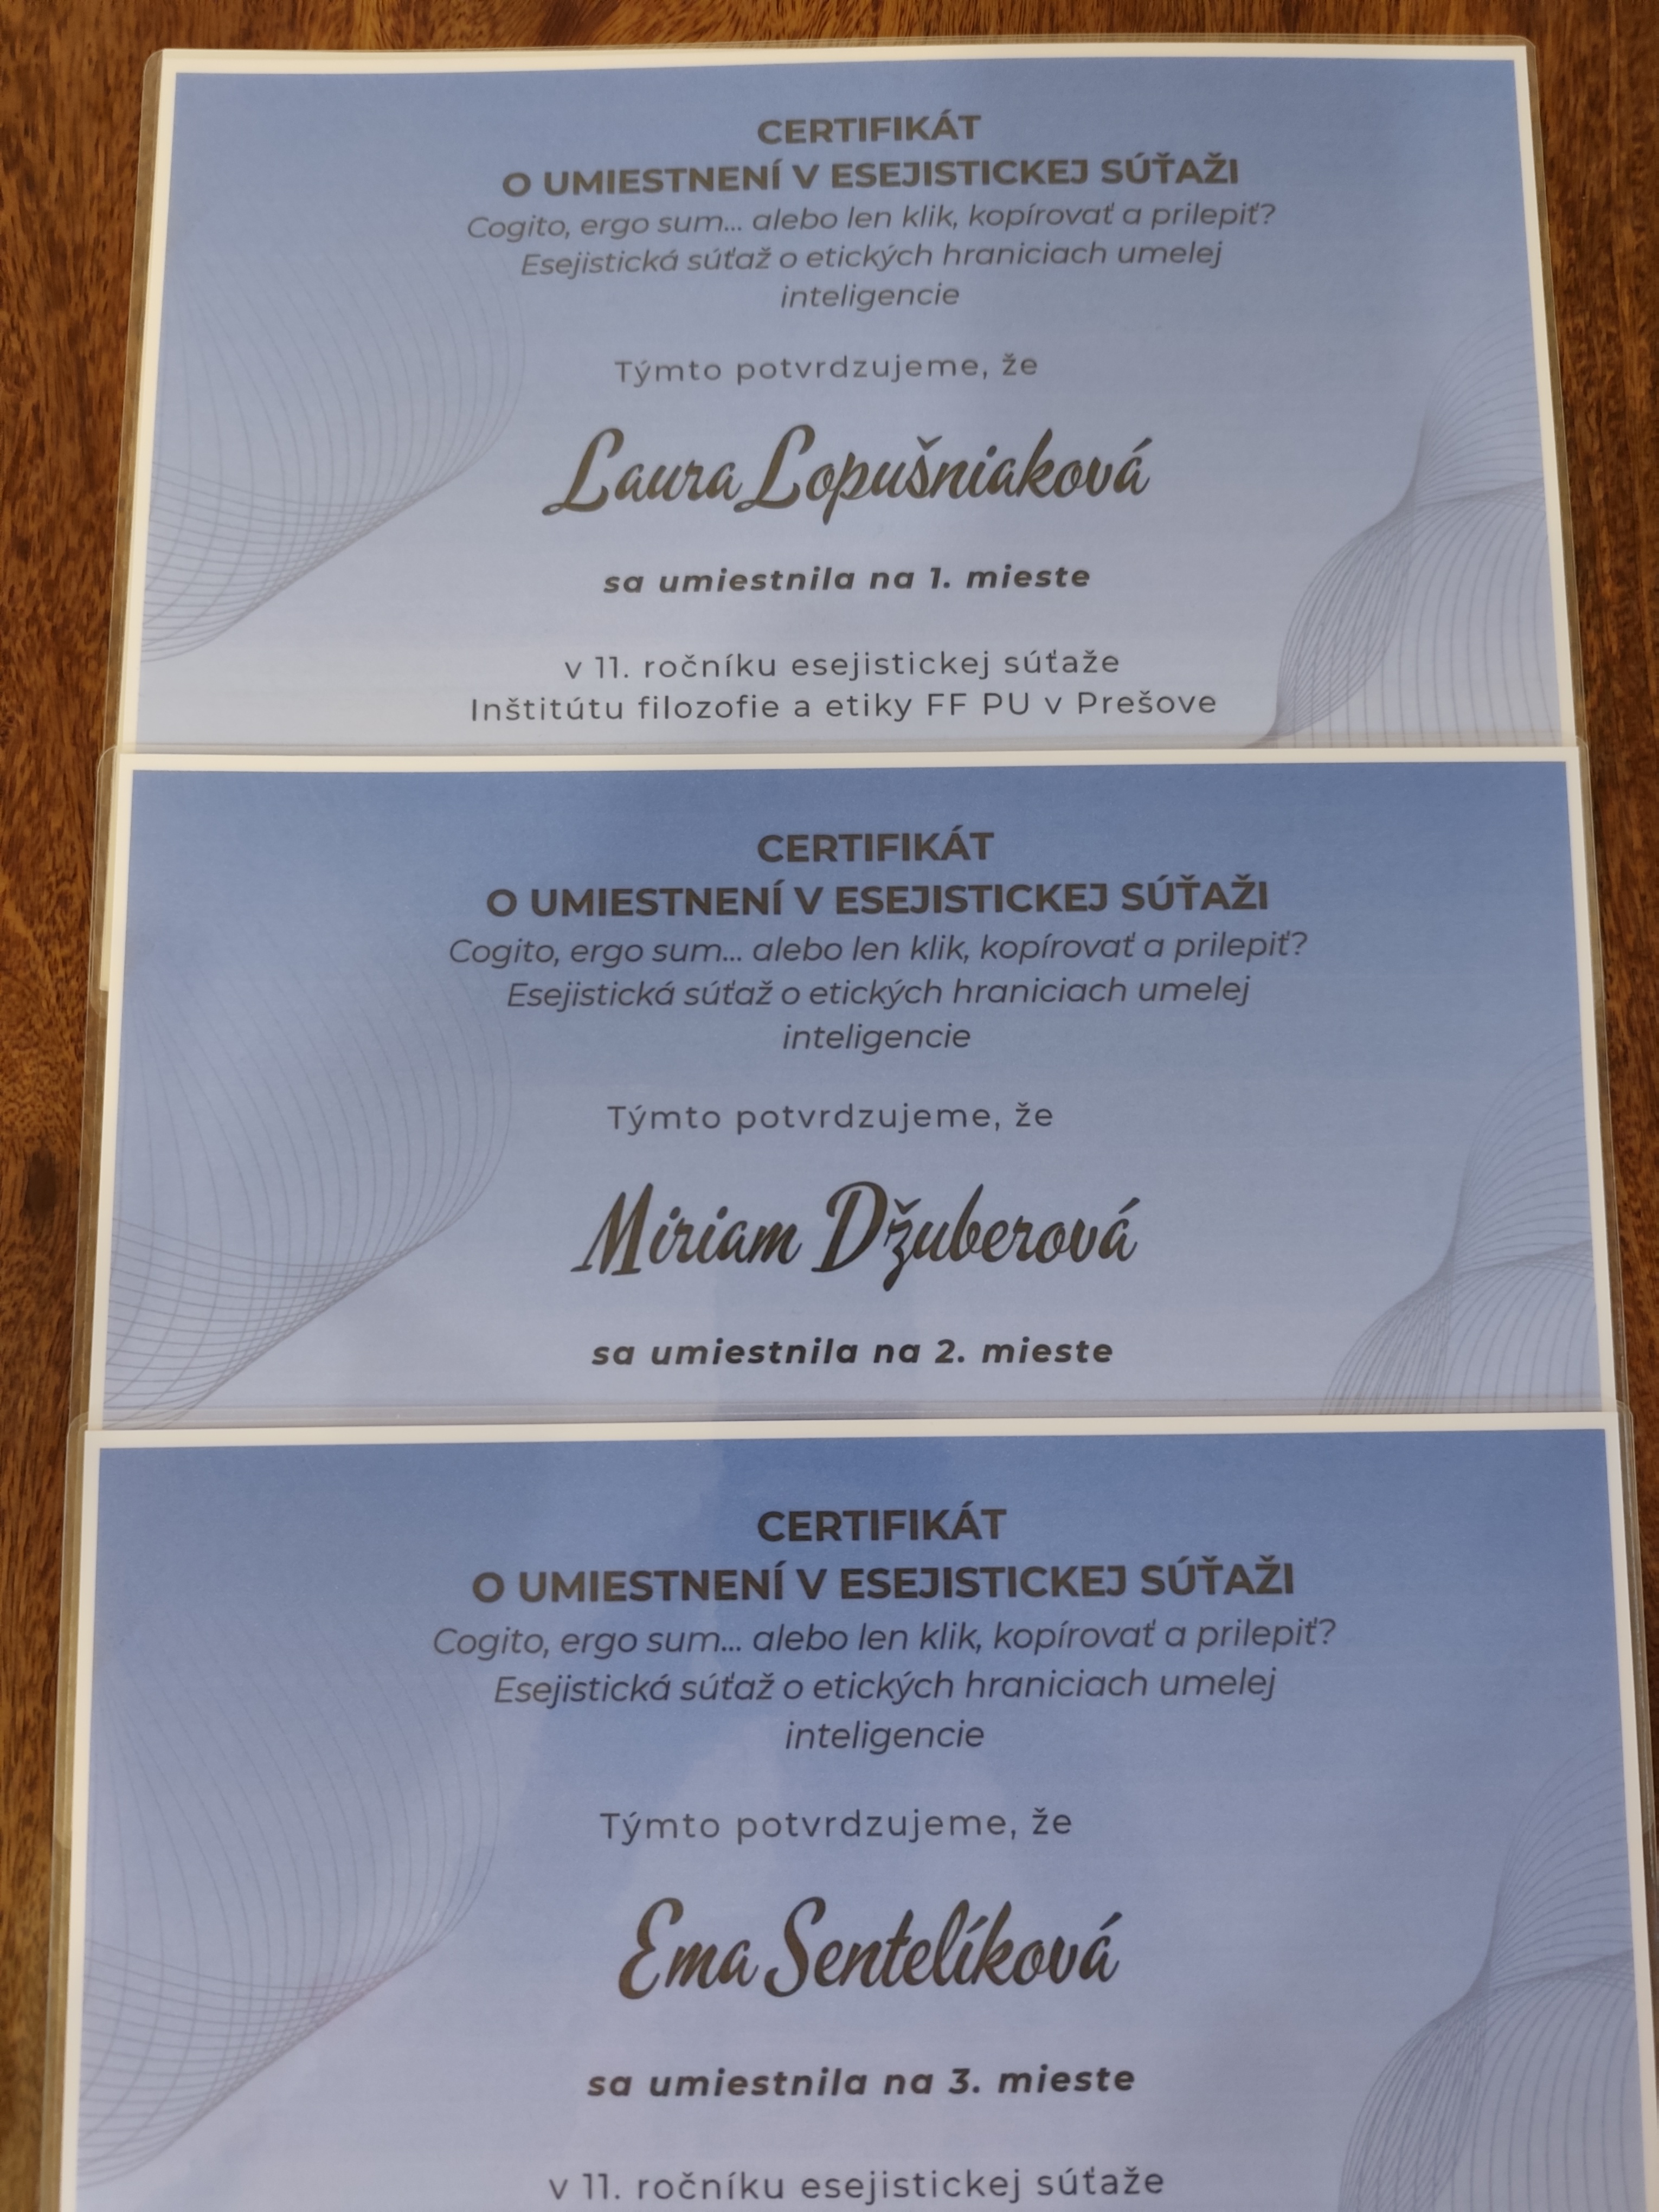 CERTIFIKÁT
O UMIESTNENÍ V ESEJISTICKEJ SÚŤAŽI
Cogito, ergo sum... alebo len klik, kopírovať a prilepiť?
Esejistická súťaž o etických hraniciach umelej
inteligencie
Týmto potvrdzujeme, že
Laura Lopušniaková
sa umiestnila na 1. mieste
v 11. ročníku esejistickej súťaže
Inštitútu filozofie a etiky FF PU v Prešove
CERTIFIKÁT
O UMIESTNENÍ V ESEJISTICKEJ SÚŤAŽI
Cogito, ergo sum... alebo len klik, kopírovať a prilepiť?
Esejistická súťaž o etických hraniciach umelej
inteligencie
Týmto potvrdzujeme, že
Miriam Džuberová
sa umiestnila na 2. mieste
CERTIFIKÁT
O UMIESTNENÍ V ESEJISTICKEJ SÚŤAŽI
Cogito, ergo sum... alebo len klik, kopírovať a prilepiť?
Esejistická súťaž o etických hraniciach umelej
inteligencie
Týmto potvrdzujeme, že
Ema Sentelíková
sa umiestnila na 3. mieste
v 11. ročníku esejistickej súťaže